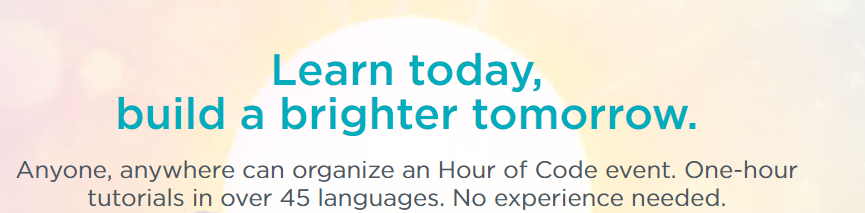 Learn today,
build a brighter tomorrow.
Anyone, anywhere can organize an Hour of Code event. One-hour
tutorials in over 45 languages. No experience needed.